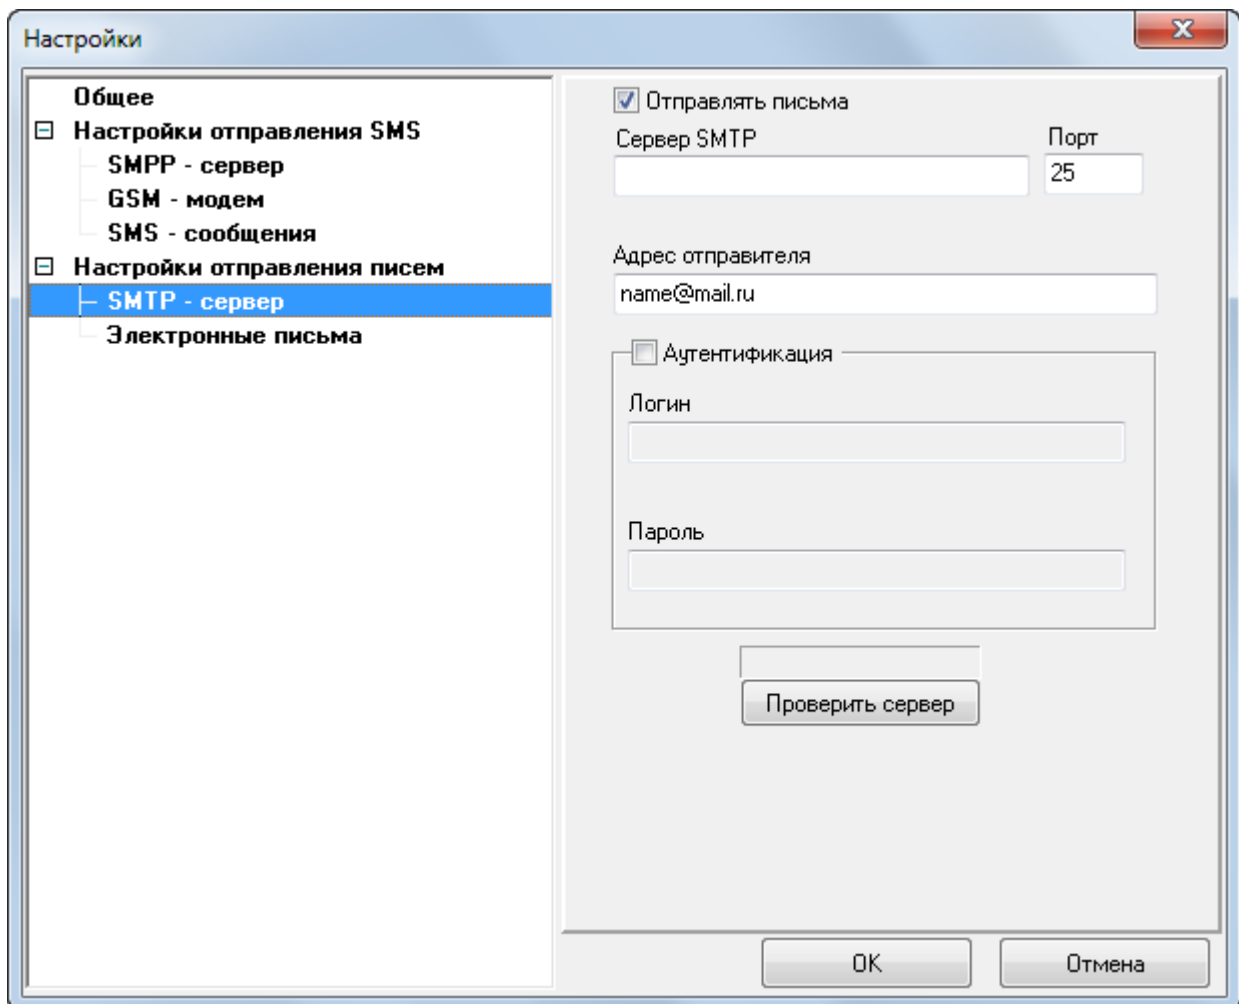 Настройки
Общее
Настройки отправления SMS
SMPP - сервер
GSM - модем
SMS - сообщения
Настройки отправления писем
SMTP - сервер
Электронные письма
Отправлять письма
Сервер SMTP Порт
25
Адрес отправителя
name@mail.ru
Аутентификация
Логин
Пароль
Проверить сервер
OK Отмена